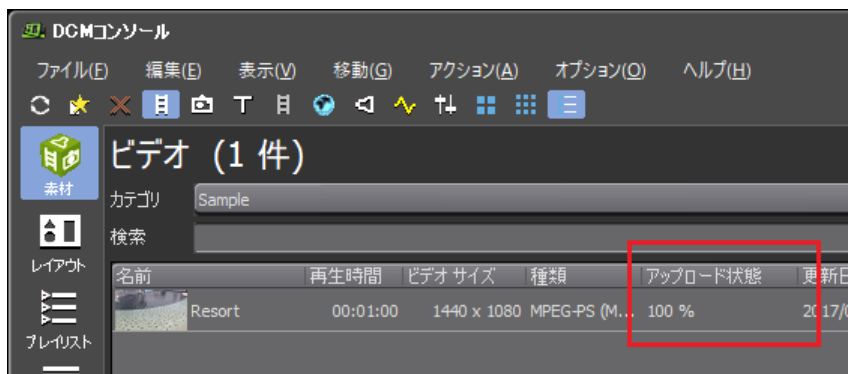 DCMコンソール
ファイル(F) 編集(E) 表示(V) 移動(G) アクション(A) オプション(O) ヘルプ(H)
素材
レイアウト
プレイリスト
ビデオ (1 件)
カテゴリ Sample
検索
名前 再生時間 ビデオ サイズ 種類 アップロード状態 更新日
Resort 00:01:00 1440 x 1080 MPEG-PS (M... 100 % 2017/0